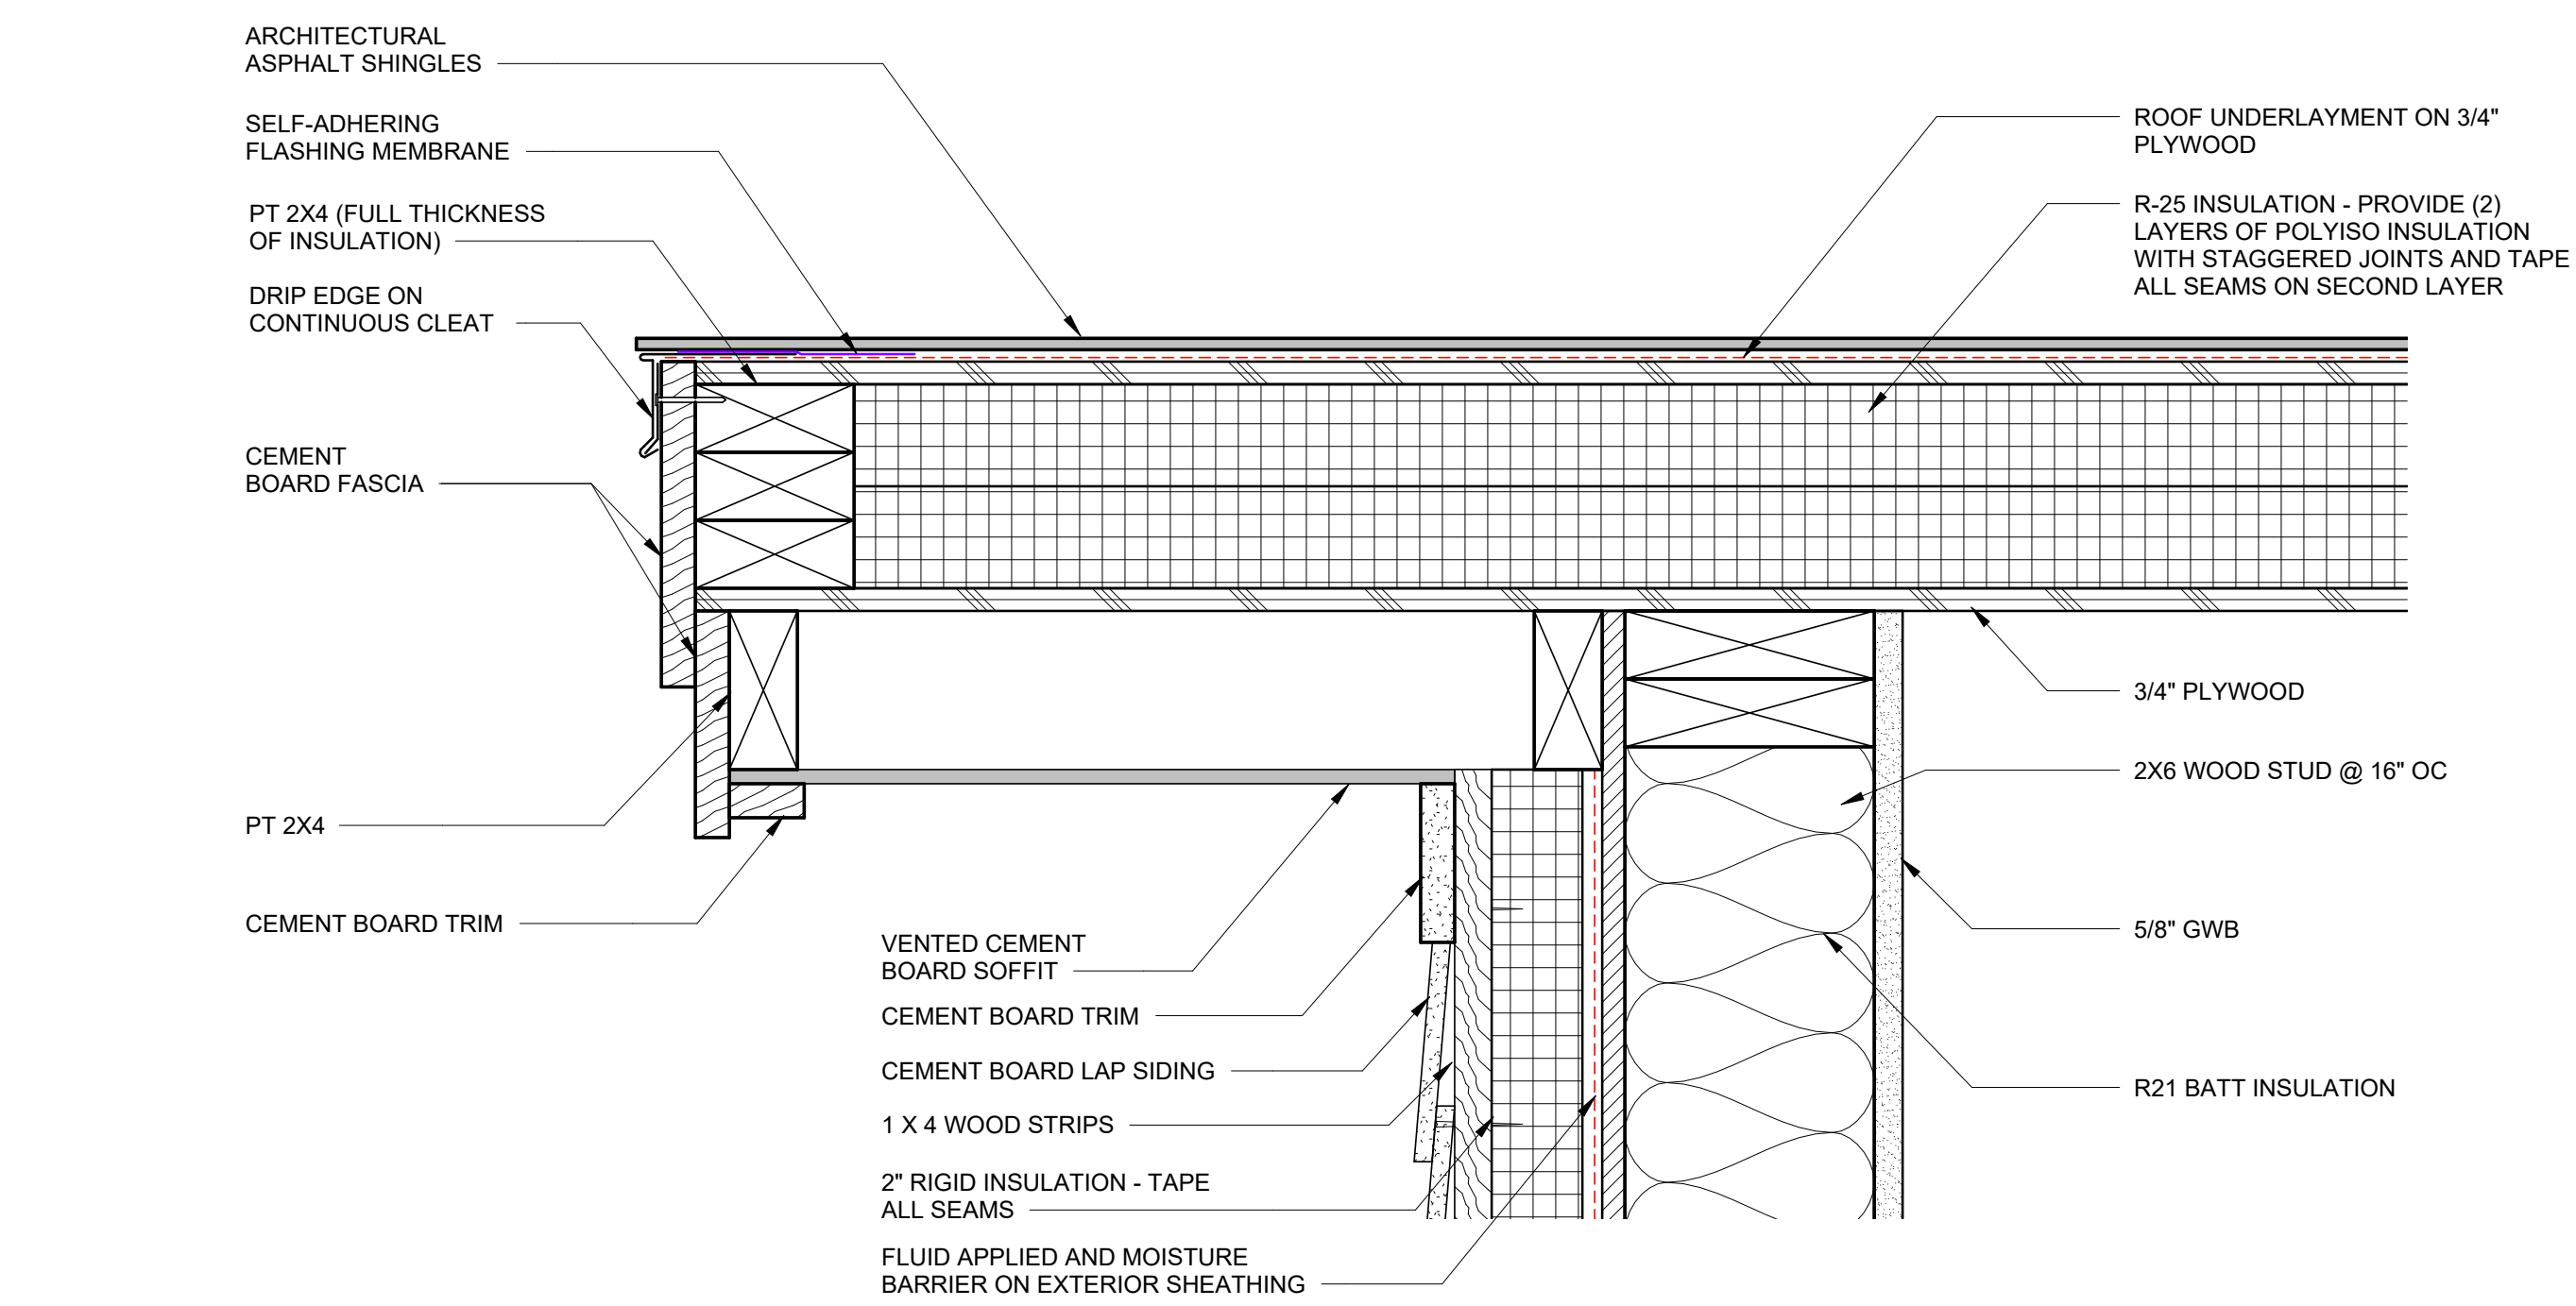 ARCHITECTURAL
ASPHALT SHINGLES
SELF-ADHERING
FLASHING MEMBRANE
PT 2X4 (FULL THICKNESS
OF INSULATION)
DRIP EDGE ON
CONTINUOUS CLEAT
CEMENT
BOARD FASCIA
PT 2X4
CEMENT BOARD TRIM
VENTED CEMENT
BOARD SOFFIT
CEMENT BOARD TRIM
CEMENT BOARD LAP SIDING
1 X 4 WOOD STRIPS
2" RIGID INSULATION - TAPE
ALL SEAMS
FLUID APPLIED AND MOISTURE
BARRIER ON EXTERIOR SHEATHING
ROOF UNDERLAYMENT ON 3/4"
PLYWOOD
R-25 INSULATION - PROVIDE (2)
LAYERS OF POLYISO INSULATION
WITH STAGGERED JOINTS AND TAPE
ALL SEAMS ON SECOND LAYER
3/4" PLYWOOD
2X6 WOOD STUD @ 16" OC
5/8" GWB
R21 BATT INSULATION